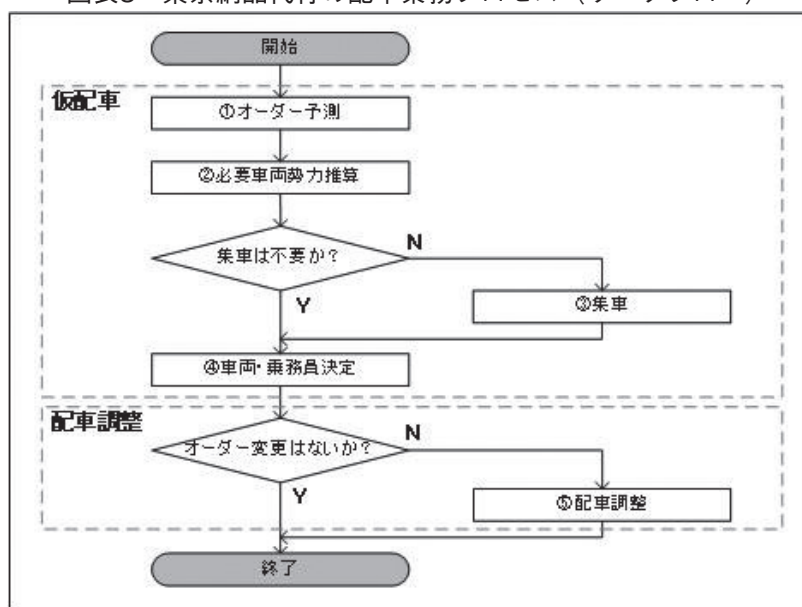 開始
仮配車
①オーダー予測
②必要車両勢力推算
集車は不要か?
N
Y
③集車
④車両・乗務員決定
配車調整
オーダー変更はないか?
N
Y
⑤配車調整
終了